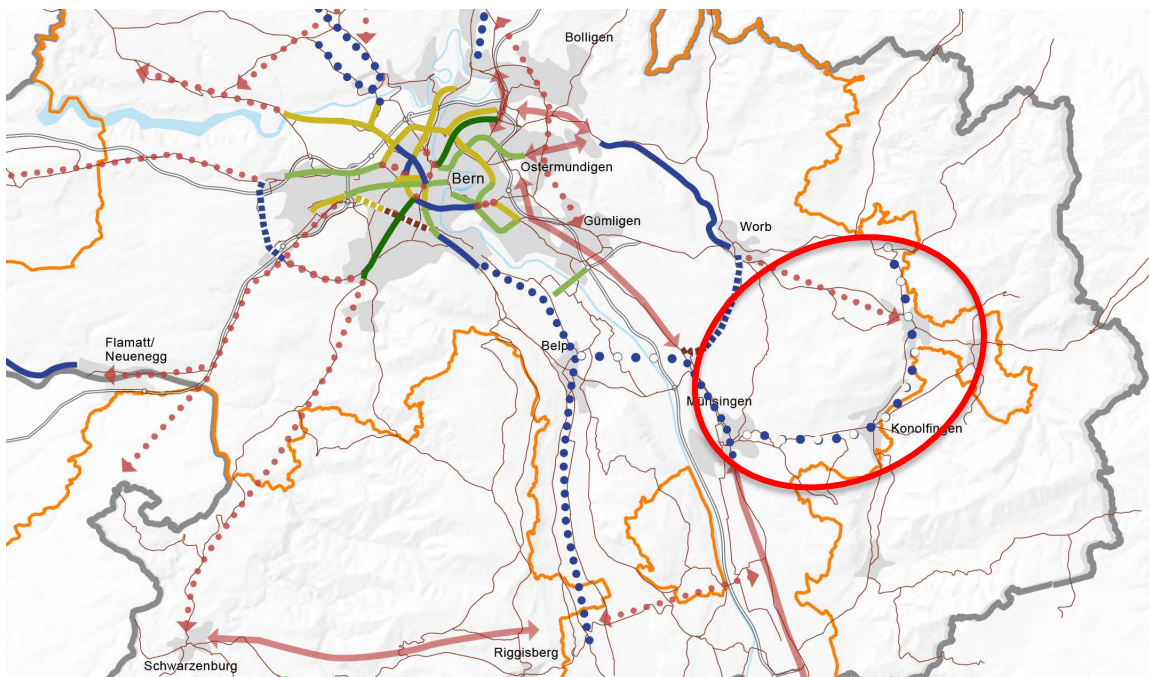 Bolligen
Ostermundigen
Bern
Gümligen
Worb
Flamatt/
Neuenegg
Belp
Münsingen
Konolfingen
Riggisberg
Schwarzenburg